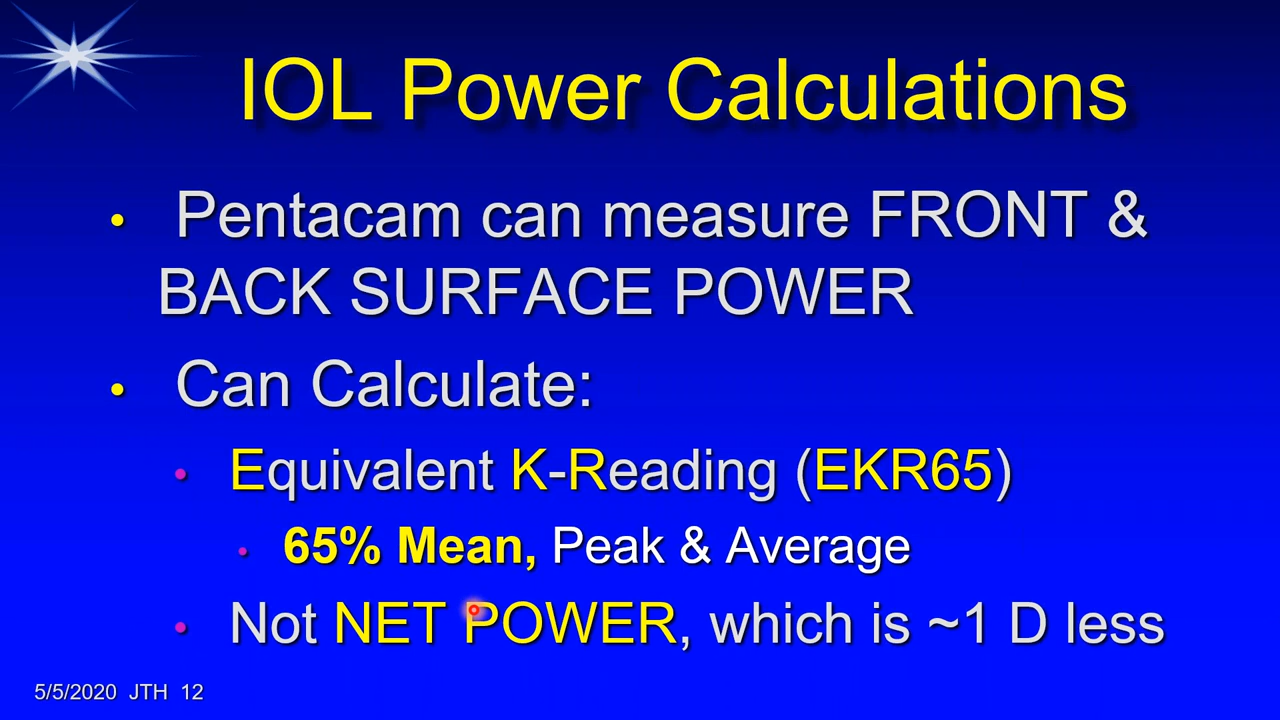 IOL Power Calculations
• Pentacam can measure FRONT &
BACK SURFACE POWER
• Can Calculate:
• Equivalent K-Reading (EKR65)
• 65% Mean, Peak & Average
• Not NET POWER, which is ~1 D less
5/5/2020 JTH 12